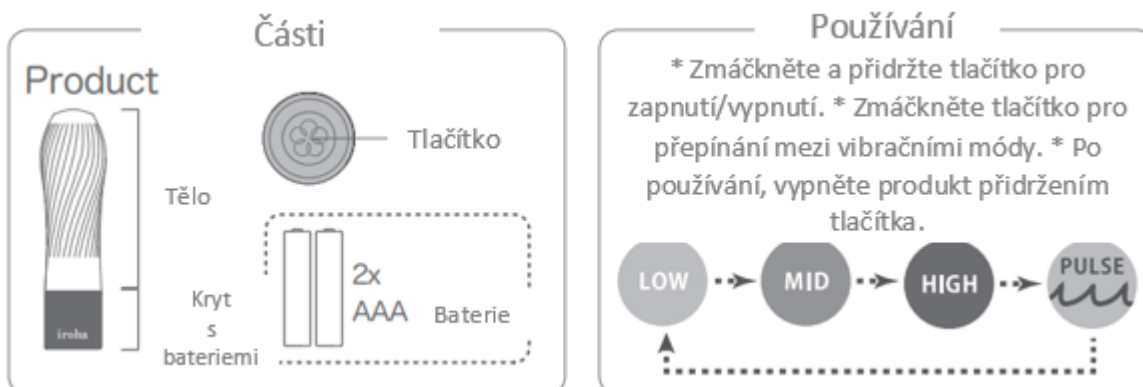 Části
Product
Tlačítko
Tělo
Kryt
s
bateriemi
iroha
2x
AAA
Baterie
Používání
* Zmáčkněte a přidržte tlačítko pro
zapnutí/vypnutí. * Zmáčkněte tlačítko pro
přepínání mezi vibračními módy. * Po
používání, vypněte produkt přidržením
tlačítka.
LOW
MID
HIGH
PULSE